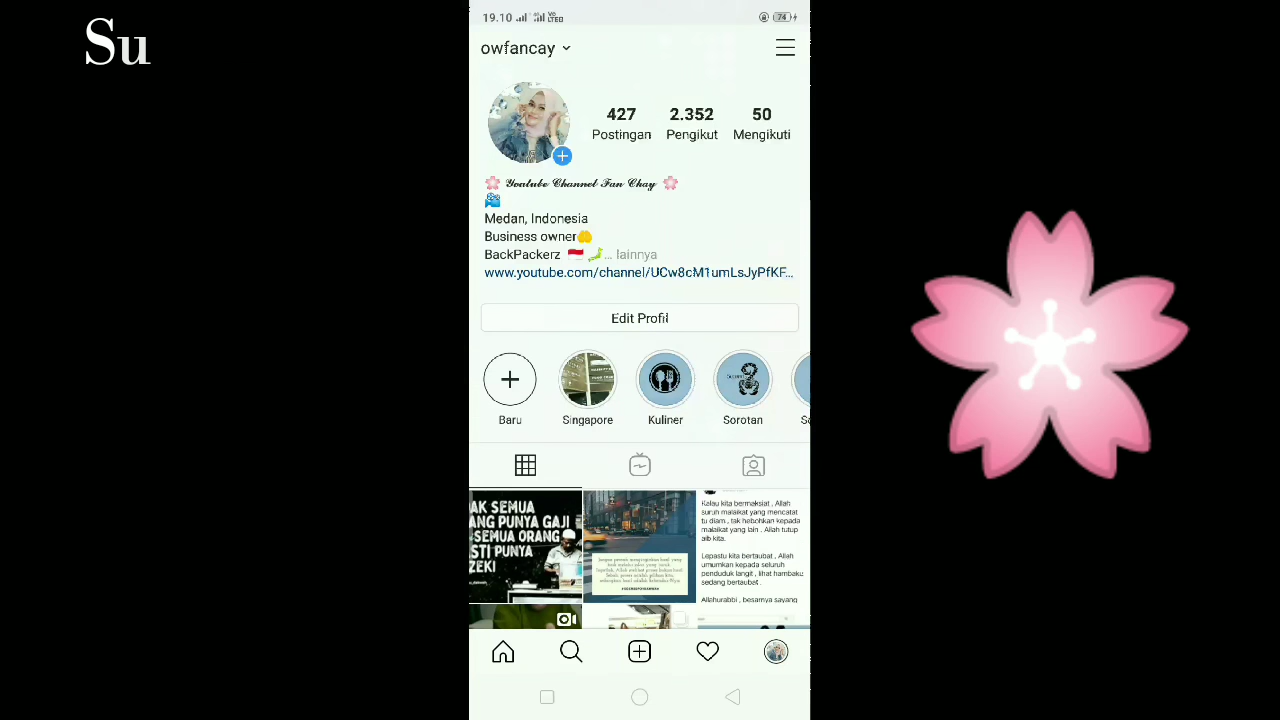 Su
19.10
VO
LTED
74
owfancay
427
2.352
50
Postingan
Pengikut
Mengikuti
🌸 𝓨𝓸𝓾𝓽𝓾𝓫𝓮 𝓒𝓱𝓪𝓷𝓷𝓮𝓵 𝓕𝓪𝓷 𝓒𝓱𝓪𝔂 🌸
Medan, Indonesia
Business owner🤲
BackPackerz 🇮🇩 ... lainnya
www.youtube.com/channel/UCw8cM1umLsJyPfKF...
Edit Profil
Baru
Singapore
Kuliner
Sorotan
So
AK SEMUA
ANG PUNYA GAJI
SEMUA ORANG
STI PUNYA
ZEKI
Kalau kita bermaksiat , Allah
suruh malaikat yang mencatat
tu diam , tak hebohkan kepada
malaikat yang lain . Allah tutup
aib kita.
Lepastu kita bertaubat , Allah
umumkan kepada seluruh
penduduk langit , lihat hambaku
sedang bertaubat .
Allahurabbi , besarnya sayang